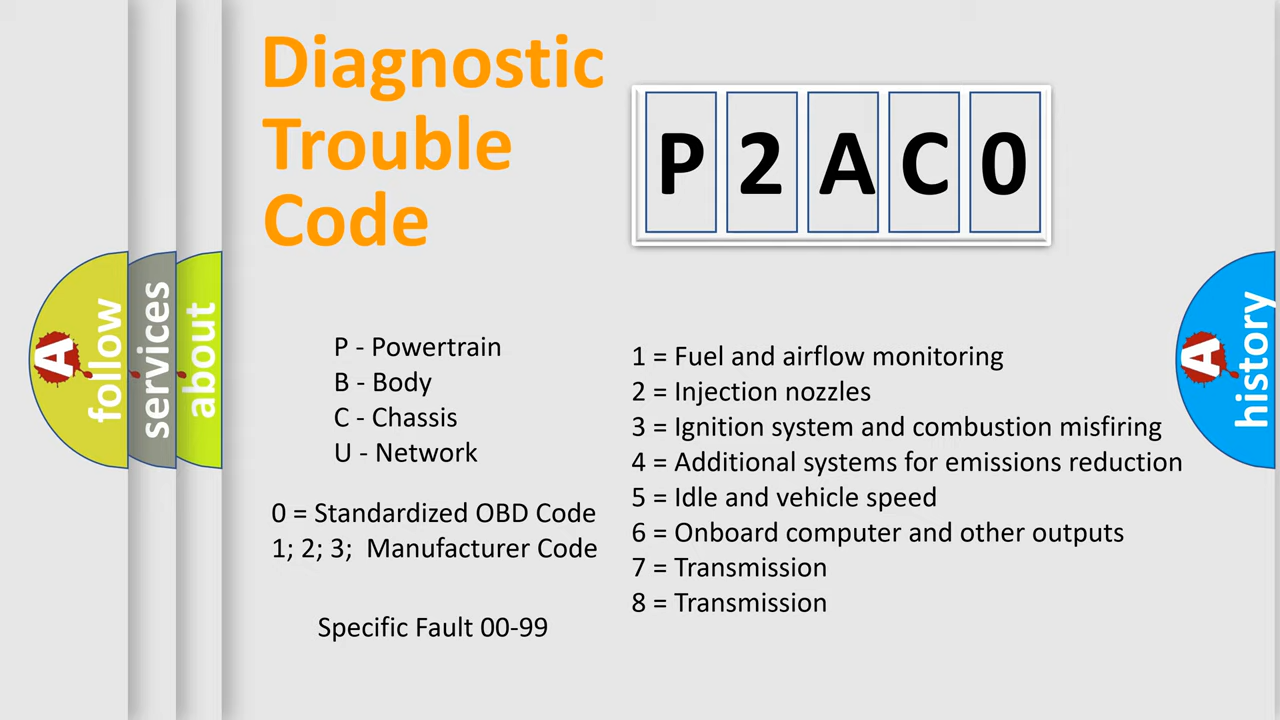 Diagnostic
Trouble
Code
P2AC0
P - Powertrain
B - Body
C - Chassis
U - Network
0 = Standardized OBD Code
1; 2; 3;  Manufacturer Code
Specific Fault 00-99
1 = Fuel and airflow monitoring
2 = Injection nozzles
3 = Ignition system and combustion misfiring
4 = Additional systems for emissions reduction
5 = Idle and vehicle speed
6 = Onboard computer and other outputs
7 = Transmission
8 = Transmission
A
follow
services
about
A
history